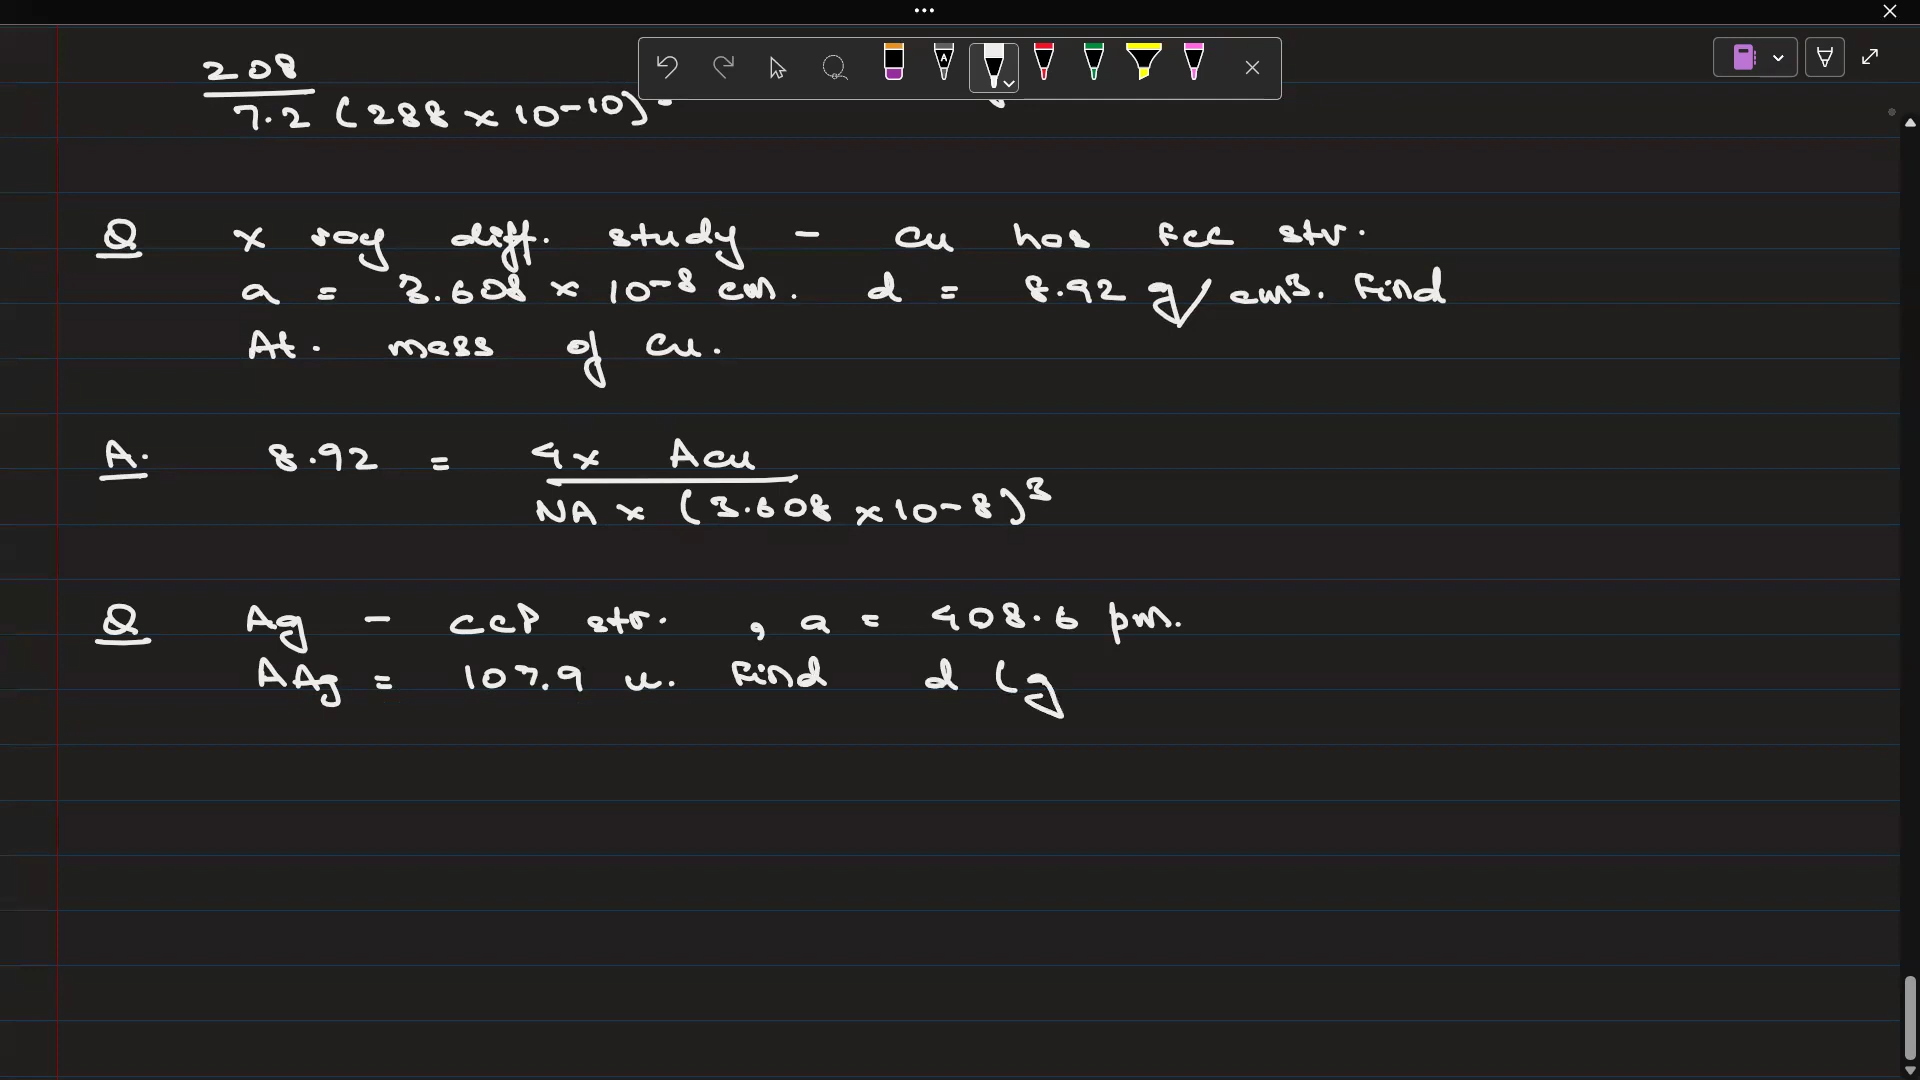 208
7.2 (288 x 10-10)
Q x ray diff. study - Cu has Fcc str.
a = 3.608 x 10-8 cm. d = 8.92 g/cm3. Find
At. mass of Cu.
A. 8.92 = 4x Acu
NA x (3.608 x 10-8)3
Q Ag - ccp str. , a = 408.6 pm.
AAg = 107.9 u. Find d (g